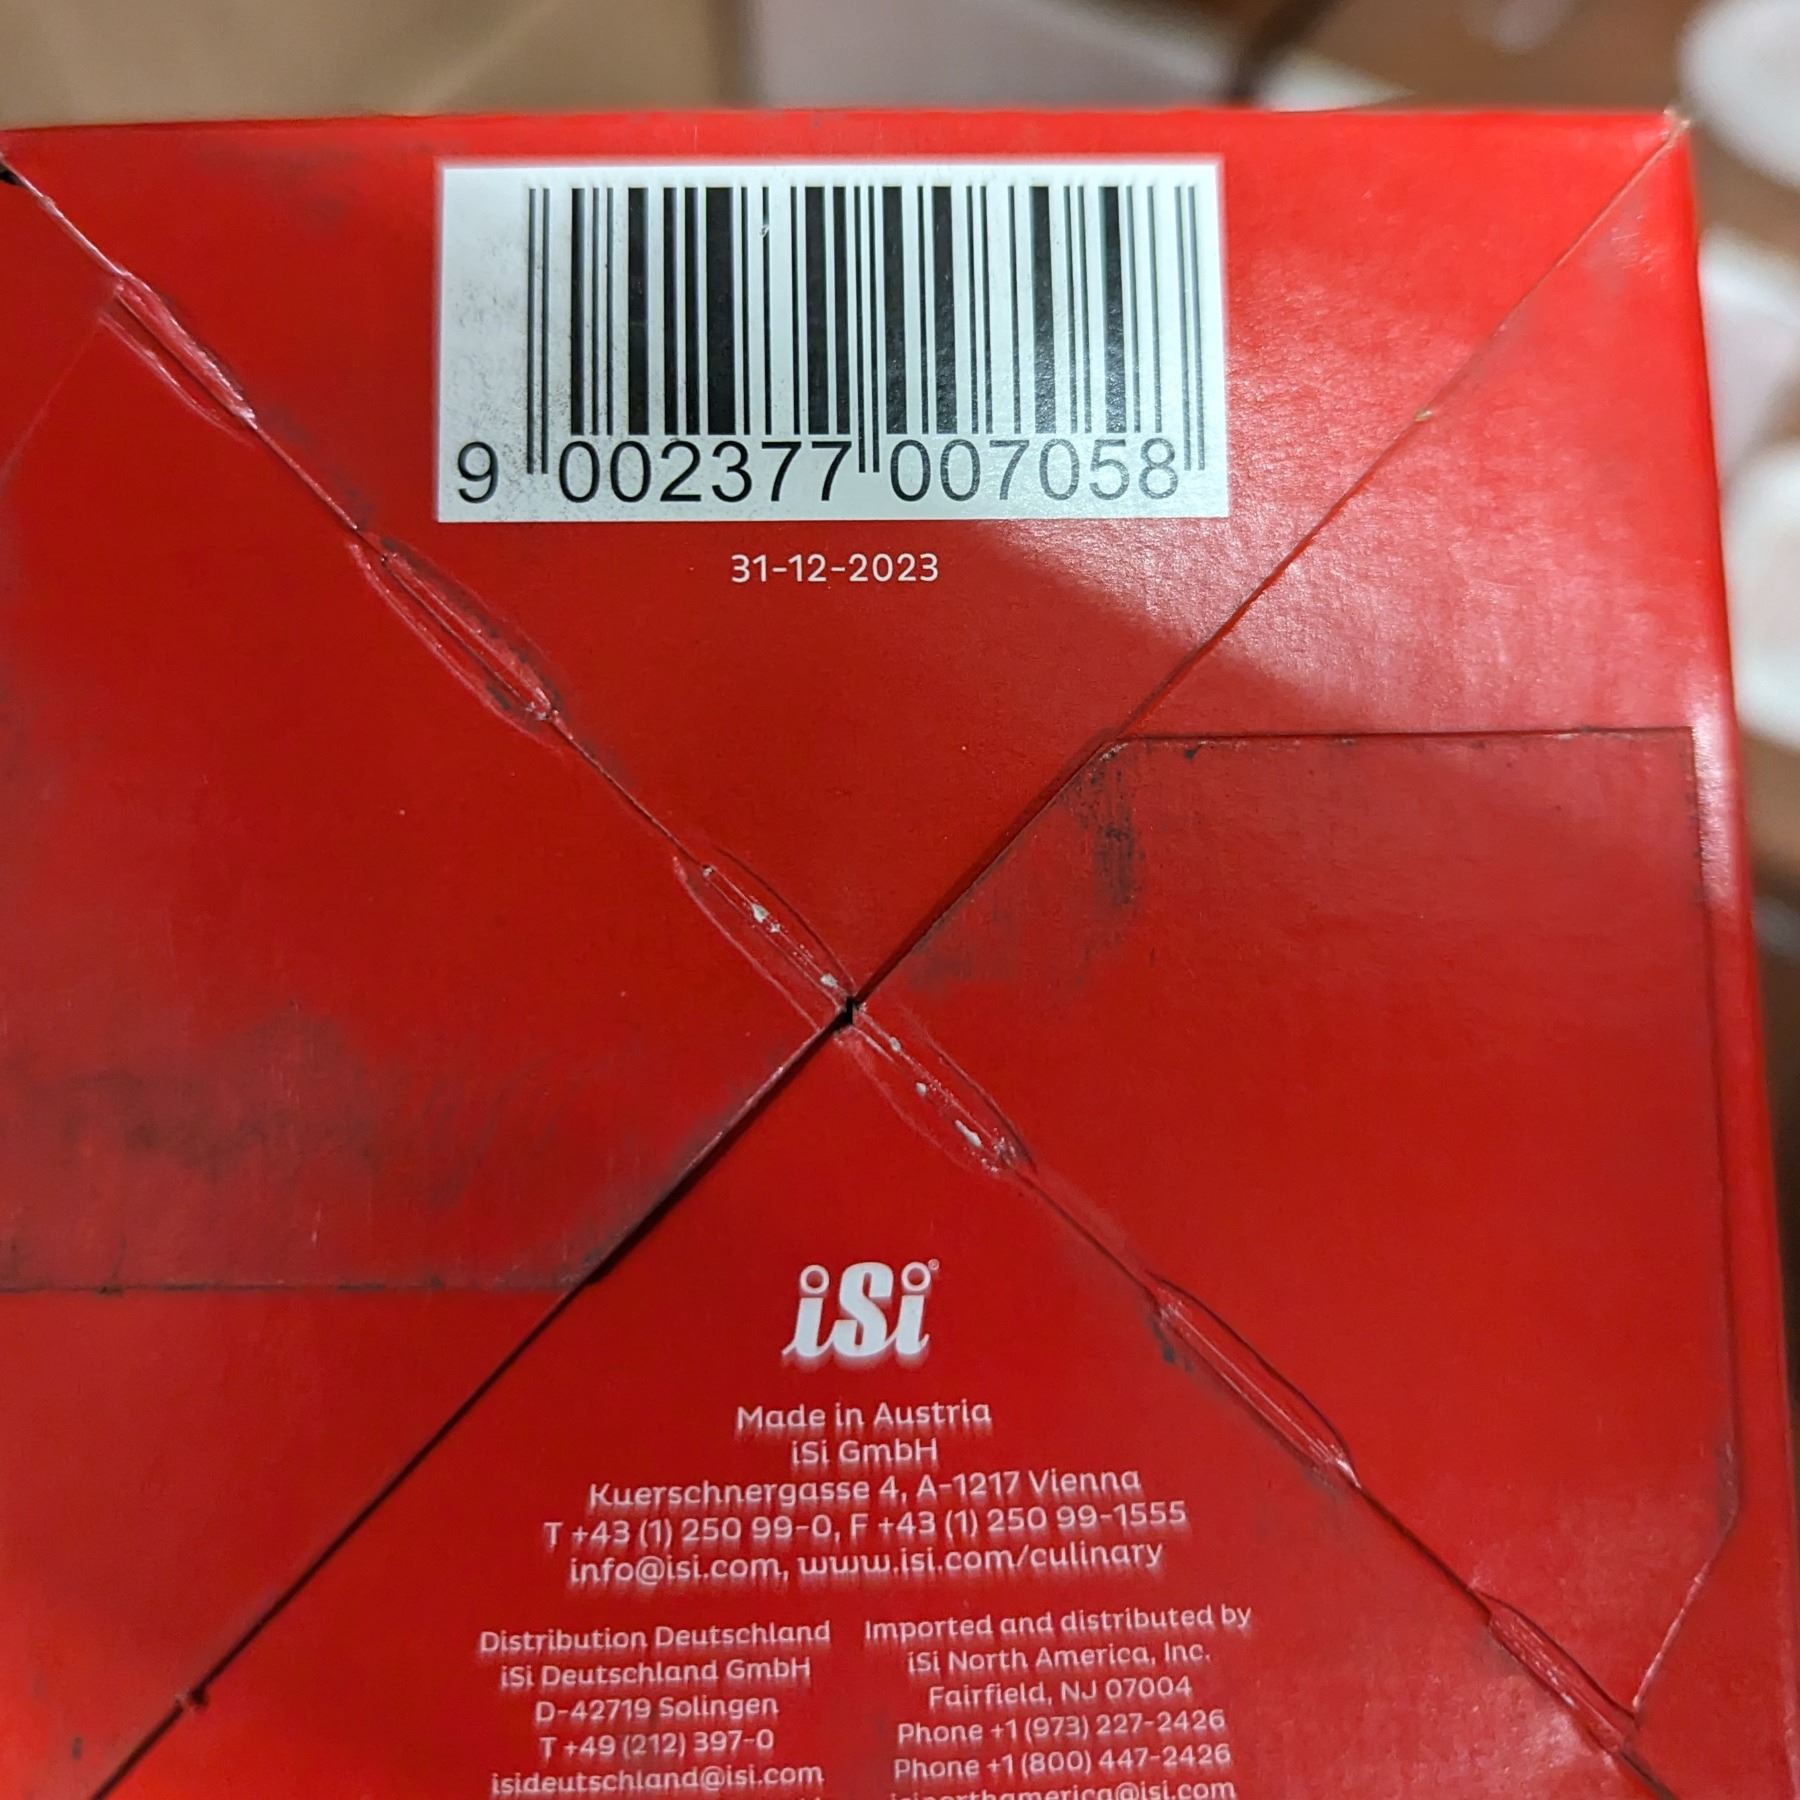 9 002377 007058
31-12-2023
iSi®
Made in Austria
iSi GmbH
Kuerschnergasse 4, A-1217 Vienna
T +43 (1) 250 99-0, F +43 (1) 250 99-1555
info@isi.com, www.isi.com/culinary
Distribution Deutschland
iSi Deutschland GmbH
D-42719 Solingen
T +49 (212) 397-0
isideutschland@isi.com
Imported and distributed by
iSi North America, Inc.
Fairfield, NJ 07004
Phone +1 (973) 227-2426
Phone +1 (800) 447-2426
isinorthamerica@isi.com